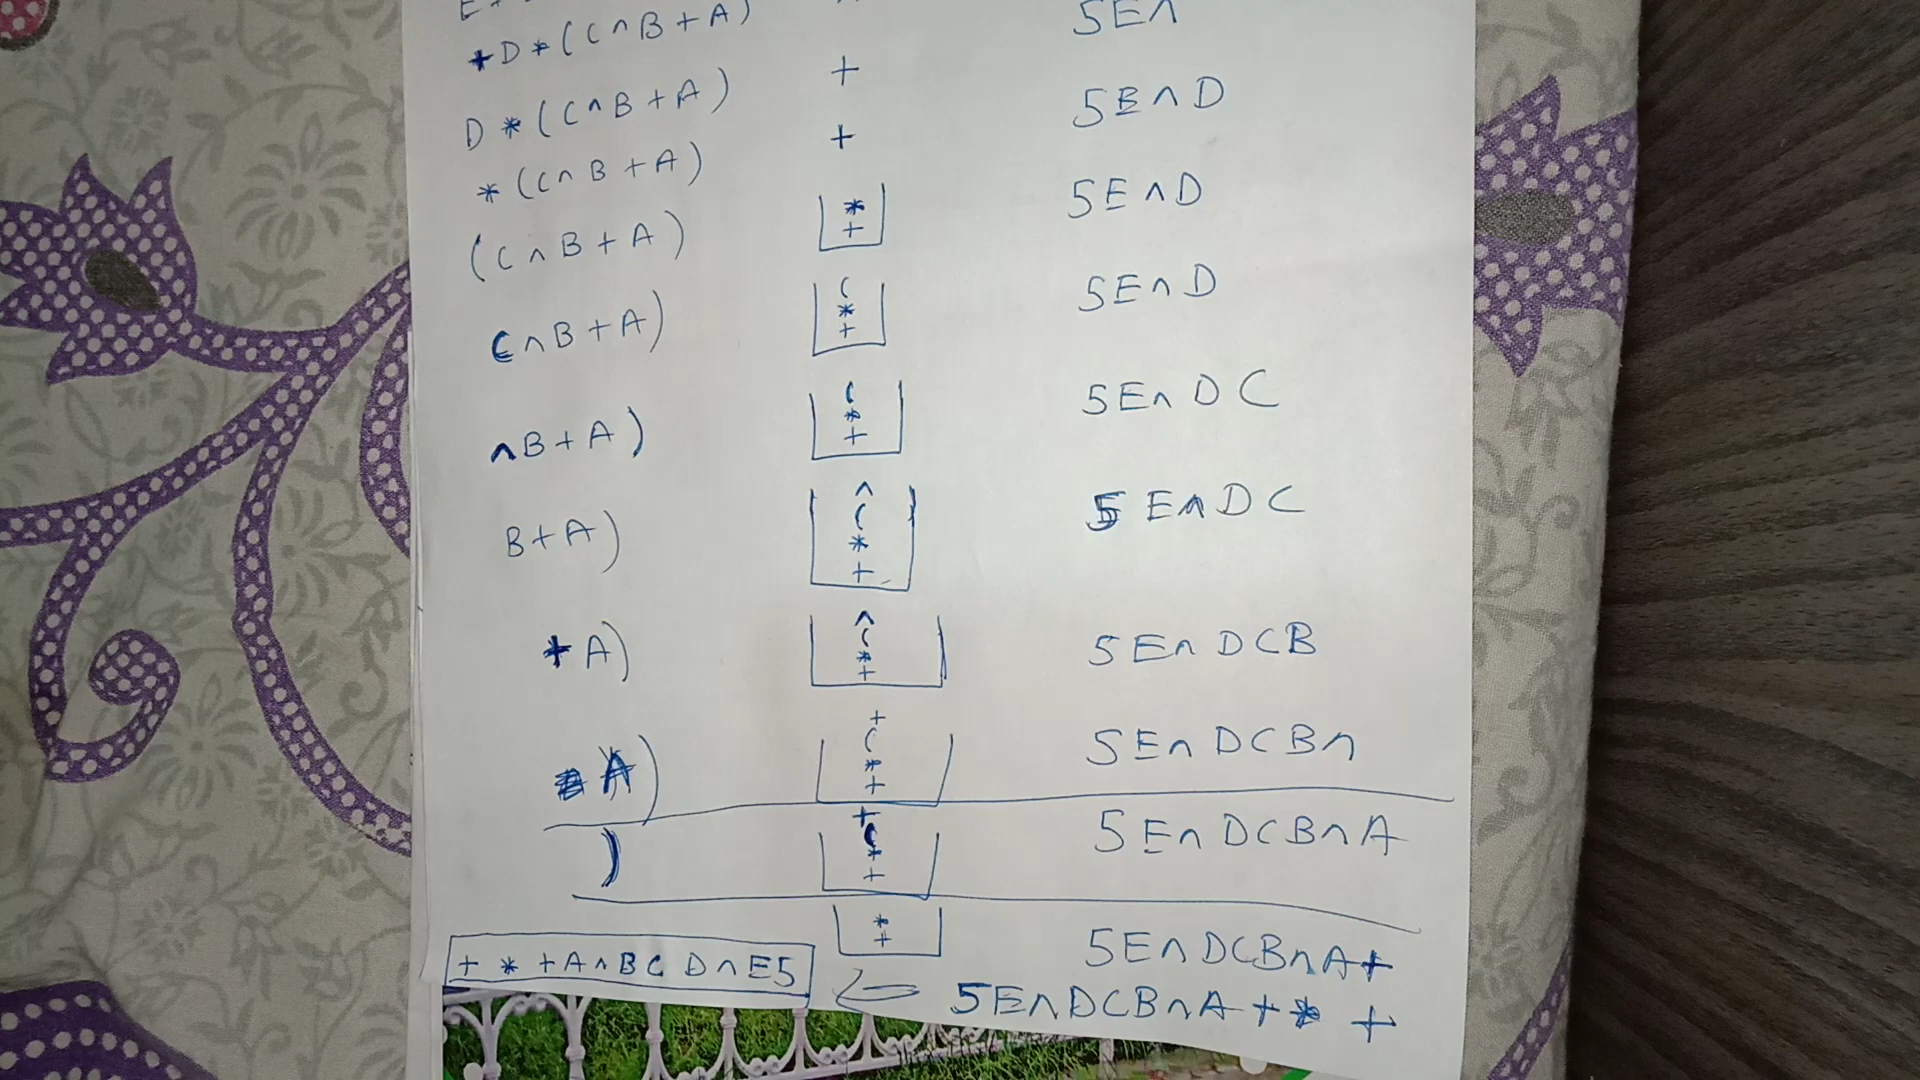 +D*(C^B+A) 5E^
D*(C^B+A) + 5B^D
*(C^B+A) + 5E^D
(C^B+A) * + 5E^D
C^B+A) ( * + 5E^DC
^B+A) ( * + 5E^DC
B+A) ^ ( * + 5E^DCB
+A) ^ ( * + 5E^DCB^
A) + ( * + 5E^DCB^A
) + ( * + 5E^DCB^A+
* +
+*+A^BCD^E5 <= 5E^DCB^A+*+